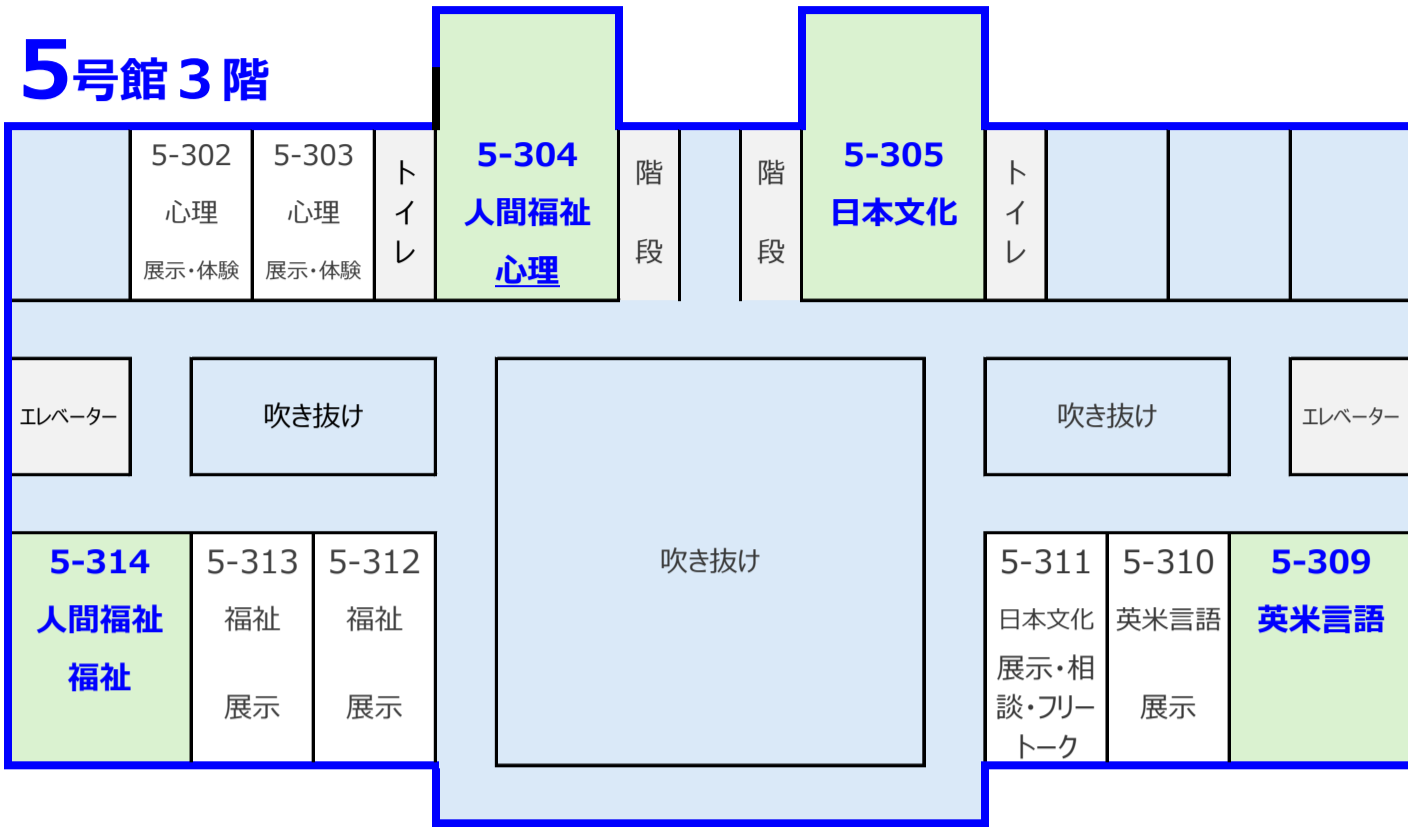 5号館３階
5-302
心理
展示・体験
5-303
心理
展示・体験
トイレ
5-304
人間福祉
心理
階段
階段
5-305
日本文化
トイレ
エレベーター
吹き抜け
吹き抜け
吹き抜け
エレベーター
5-314
人間福祉
福祉
5-313
福祉
展示
5-312
福祉
展示
5-311
日本文化
展示・相
談・フリー
トーク
5-310
英米言語
展示
5-309
英米言語